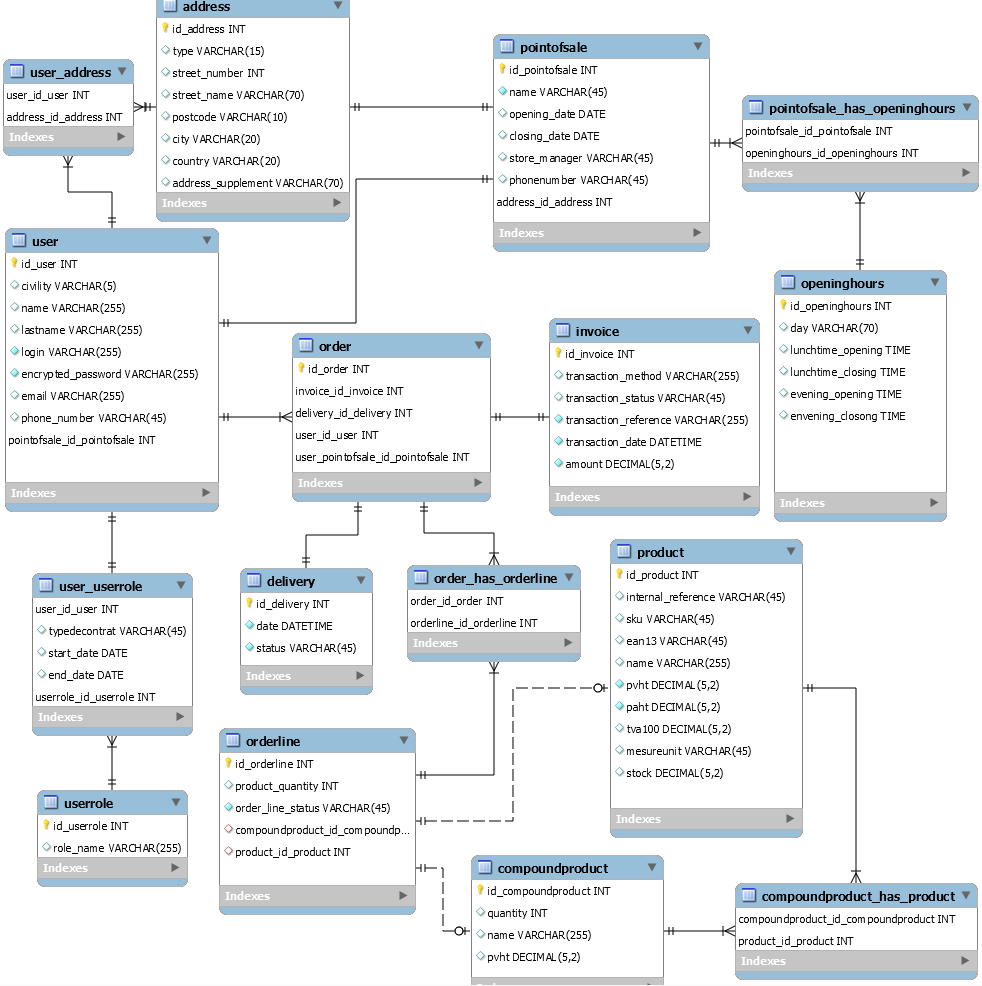 address
id_address INT
type VARCHAR(15)
street_number INT
street_name VARCHAR(70)
postcode VARCHAR(10)
city VARCHAR(20)
country VARCHAR(20)
address_supplement VARCHAR(70)
Indexes
user_address
user_id_user INT
address_id_address INT
Indexes
pointofsale
id_pointofsale INT
name VARCHAR(45)
opening_date DATE
closing_date DATE
store_manager VARCHAR(45)
phonenumber VARCHAR(45)
address_id_address INT
Indexes
pointofsale_has_openinghours
pointofsale_id_pointofsale INT
openinghours_id_openinghours INT
Indexes
user
id_user INT
civility VARCHAR(5)
name VARCHAR(255)
lastname VARCHAR(255)
login VARCHAR(255)
encrypted_password VARCHAR(255)
email VARCHAR(255)
phone_number VARCHAR(45)
pointofsale_id_pointofsale INT
Indexes
openinghours
id_openinghours INT
day VARCHAR(70)
lunchtime_opening TIME
lunchtime_closing TIME
evening_opening TIME
envening_closong TIME
Indexes
order
id_order INT
invoice_id_invoice INT
delivery_id_delivery INT
user_id_user INT
user_pointofsale_id_pointofsale INT
Indexes
invoice
id_invoice INT
transaction_method VARCHAR(255)
transaction_status VARCHAR(45)
transaction_reference VARCHAR(255)
transaction_date DATETIME
amount DECIMAL(5,2)
Indexes
user_userrole
user_id_user INT
typedecontrat VARCHAR(45)
start_date DATE
end_date DATE
userrole_id_userrole INT
Indexes
delivery
id_delivery INT
date DATETIME
status VARCHAR(45)
Indexes
order_has_orderline
order_id_order INT
orderline_id_orderline INT
Indexes
product
id_product INT
internal_reference VARCHAR(45)
sku VARCHAR(45)
ean13 VARCHAR(45)
name VARCHAR(255)
pvht DECIMAL(5,2)
paht DECIMAL(5,2)
tva100 DECIMAL(5,2)
mesureunit VARCHAR(45)
stock DECIMAL(5,2)
Indexes
orderline
id_orderline INT
product_quantity INT
order_line_status VARCHAR(45)
compoundproduct_id_compoundp...
product_id_product INT
Indexes
userrole
id_userrole INT
role_name VARCHAR(255)
Indexes
compoundproduct
id_compoundproduct INT
quantity INT
name VARCHAR(255)
pvht DECIMAL(5,2)
Indexes
compoundproduct_has_product
compoundproduct_id_compoundproduct INT
product_id_product INT
Indexes